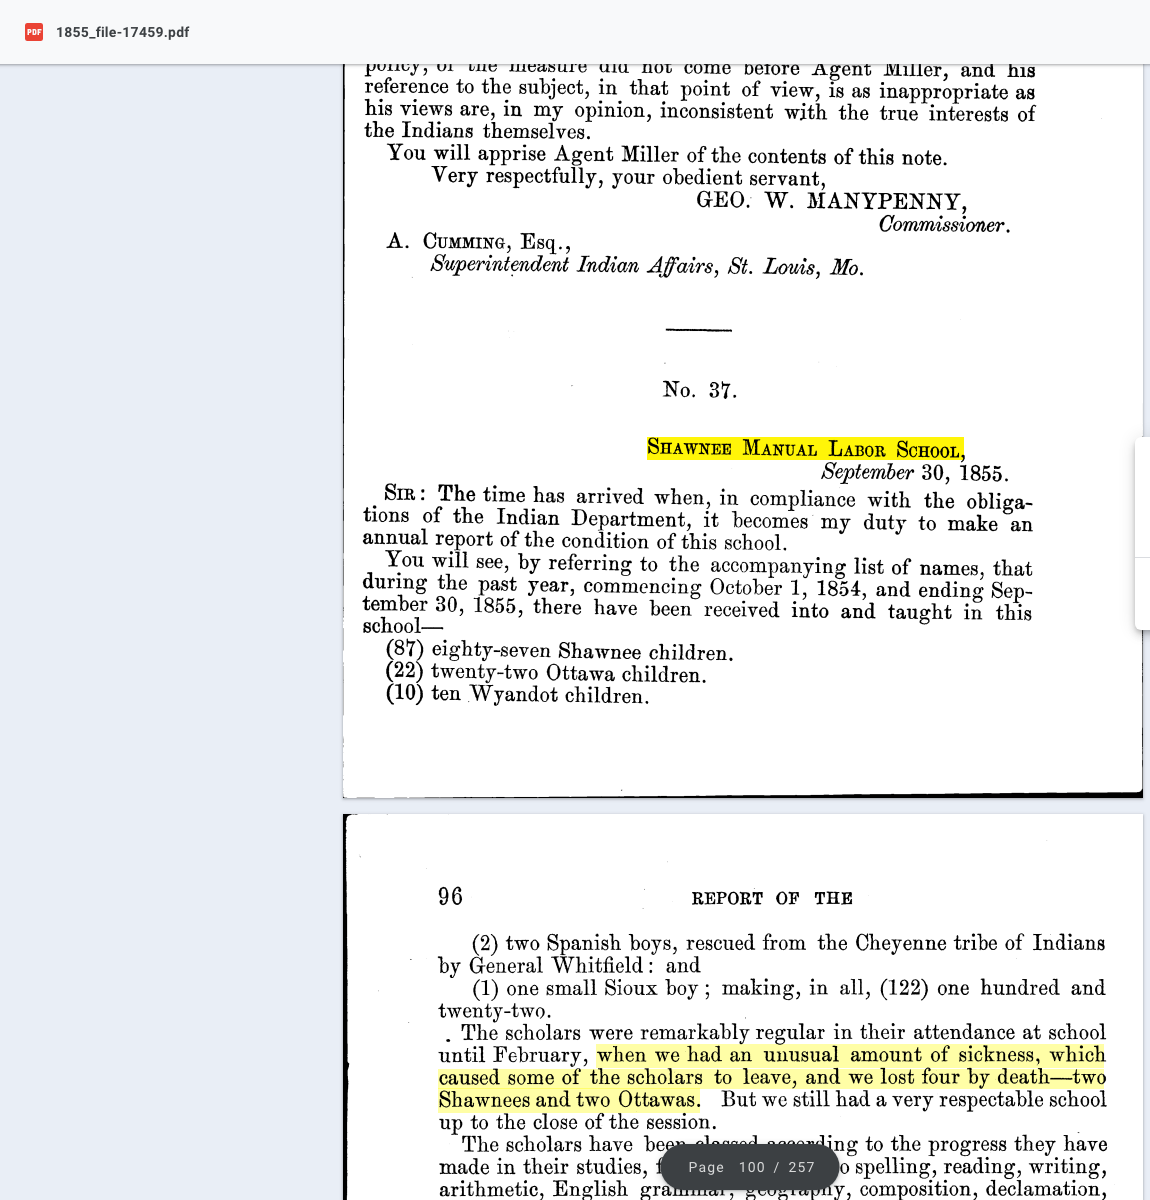 PDF 1855_file-17459.pdf
policy, of the measure did not come before Agent Miller, and his
reference to the subject, in that point of view, is as inappropriate as
his views are, in my opinion, inconsistent with the true interests of
the Indians themselves.
You will apprise Agent Miller of the contents of this note.
Very respectfully, your obedient servant,
GEO. W. MANYPENNY,
Commissioner.
A. CUMMING, Esq.,
Superintendent Indian Affairs, St. Louis, Mo.
No. 37.
SHAWNEE MANUAL LABOR SCHOOL,
September 30, 1855.
SIR: The time has arrived when, in compliance with the obliga-
tions of the Indian Department, it becomes my duty to make an
annual report of the condition of this school.
You will see, by referring to the accompanying list of names, that
during the past year, commencing October 1, 1854, and ending Sep-
tember 30, 1855, there have been received into and taught in this
school—
(87) eighty-seven Shawnee children.
(22) twenty-two Ottawa children.
(10) ten Wyandot children.
96 REPORT OF THE
(2) two Spanish boys, rescued from the Cheyenne tribe of Indians
by General Whitfield: and
(1) one small Sioux boy; making, in all, (122) one hundred and
twenty-two.
The scholars were remarkably regular in their attendance at school
until February, when we had an unusual amount of sickness, which
caused some of the scholars to leave, and we lost four by death—two
Shawnees and two Ottawas. But we still had a very respectable school
up to the close of the session.
The scholars have been classed according to the progress they have
made in their studies, spelling, reading, writing,
arithmetic, English grammar, geography, composition, declamation,
Page 100 / 257